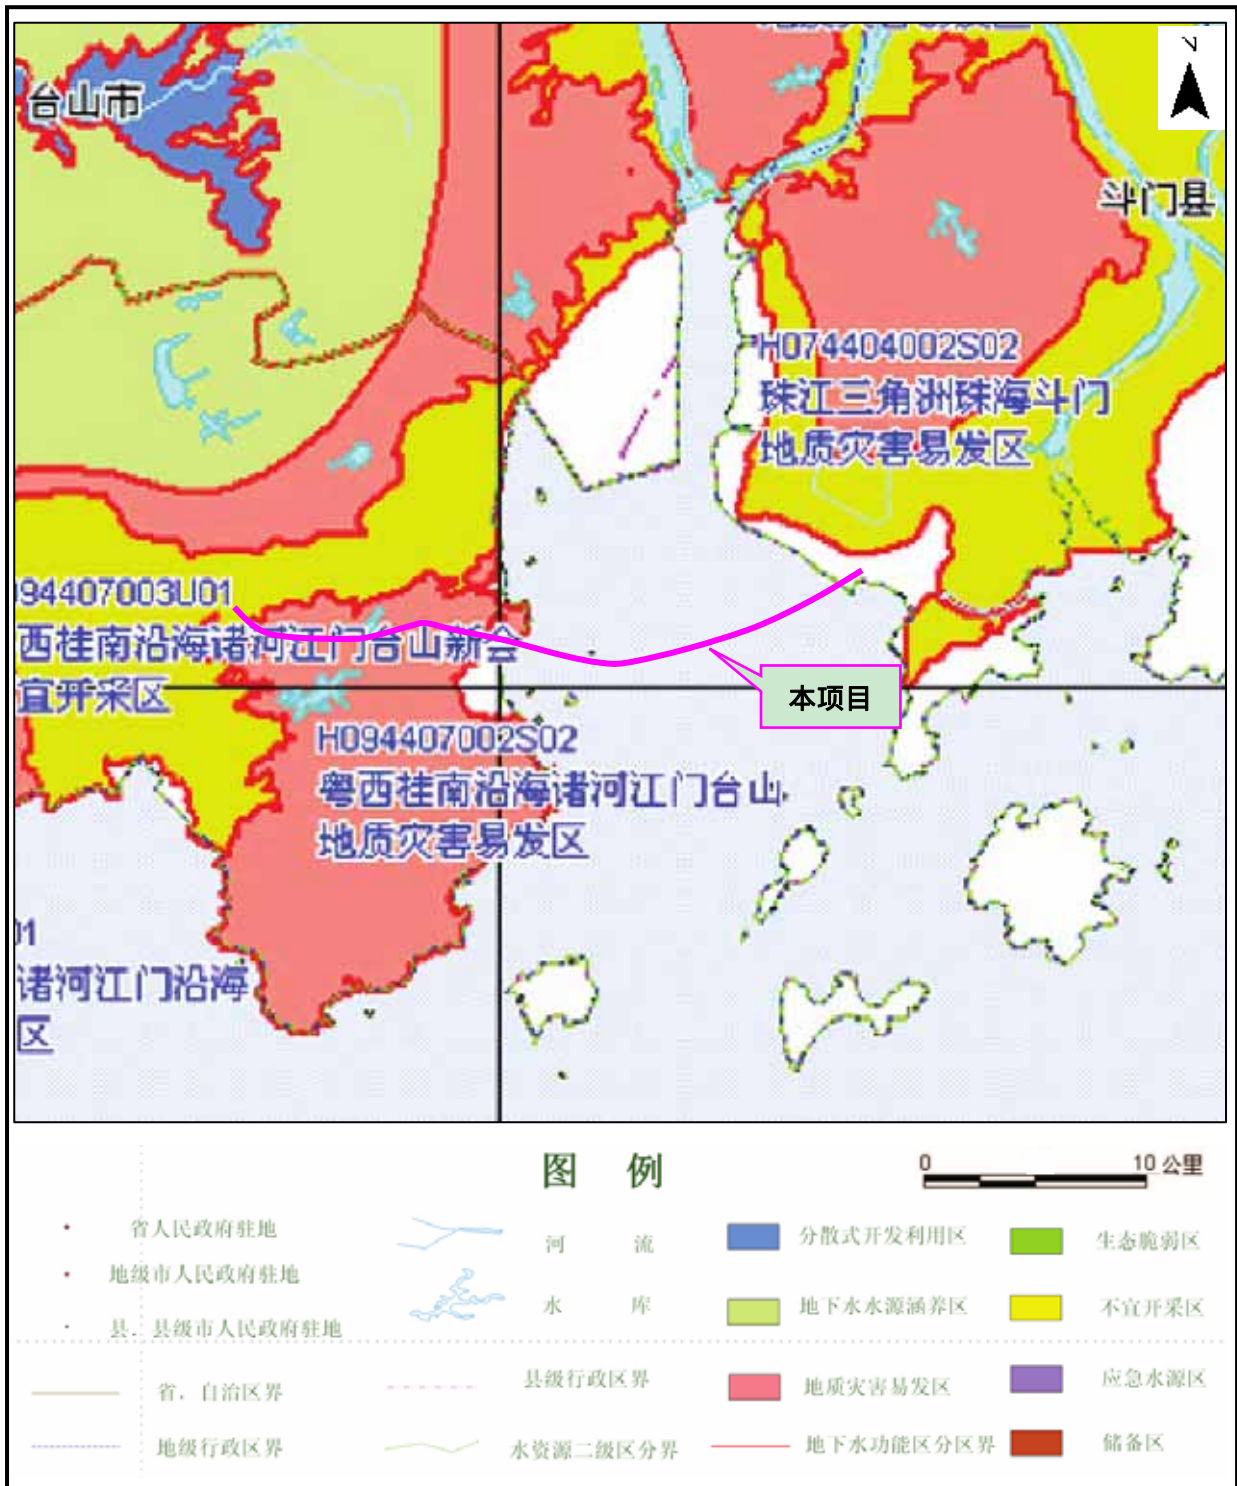 地质灾害易发区
台山市
斗门县
H074404002S02
珠江三角洲珠海斗门
地质灾害易发区
094407003U01
西桂南沿海诸河江门台山新会
宜开采区
本项目
H094407002S02
粤西桂南沿海诸河江门台山
地质灾害易发区
01
诸河江门沿海
区
图 例
0 10 公里
省人民政府驻地
河 流
分散式开发利用区
生态脆弱区
地级市人民政府驻地
水 库
地下水水源涵养区
不宜开采区
县．县级市人民政府驻地
省．自治区界
县级行政区界
地质灾害易发区
应急水源区
地级行政区界
水资源二级区分界
地下水功能区分区界
储备区